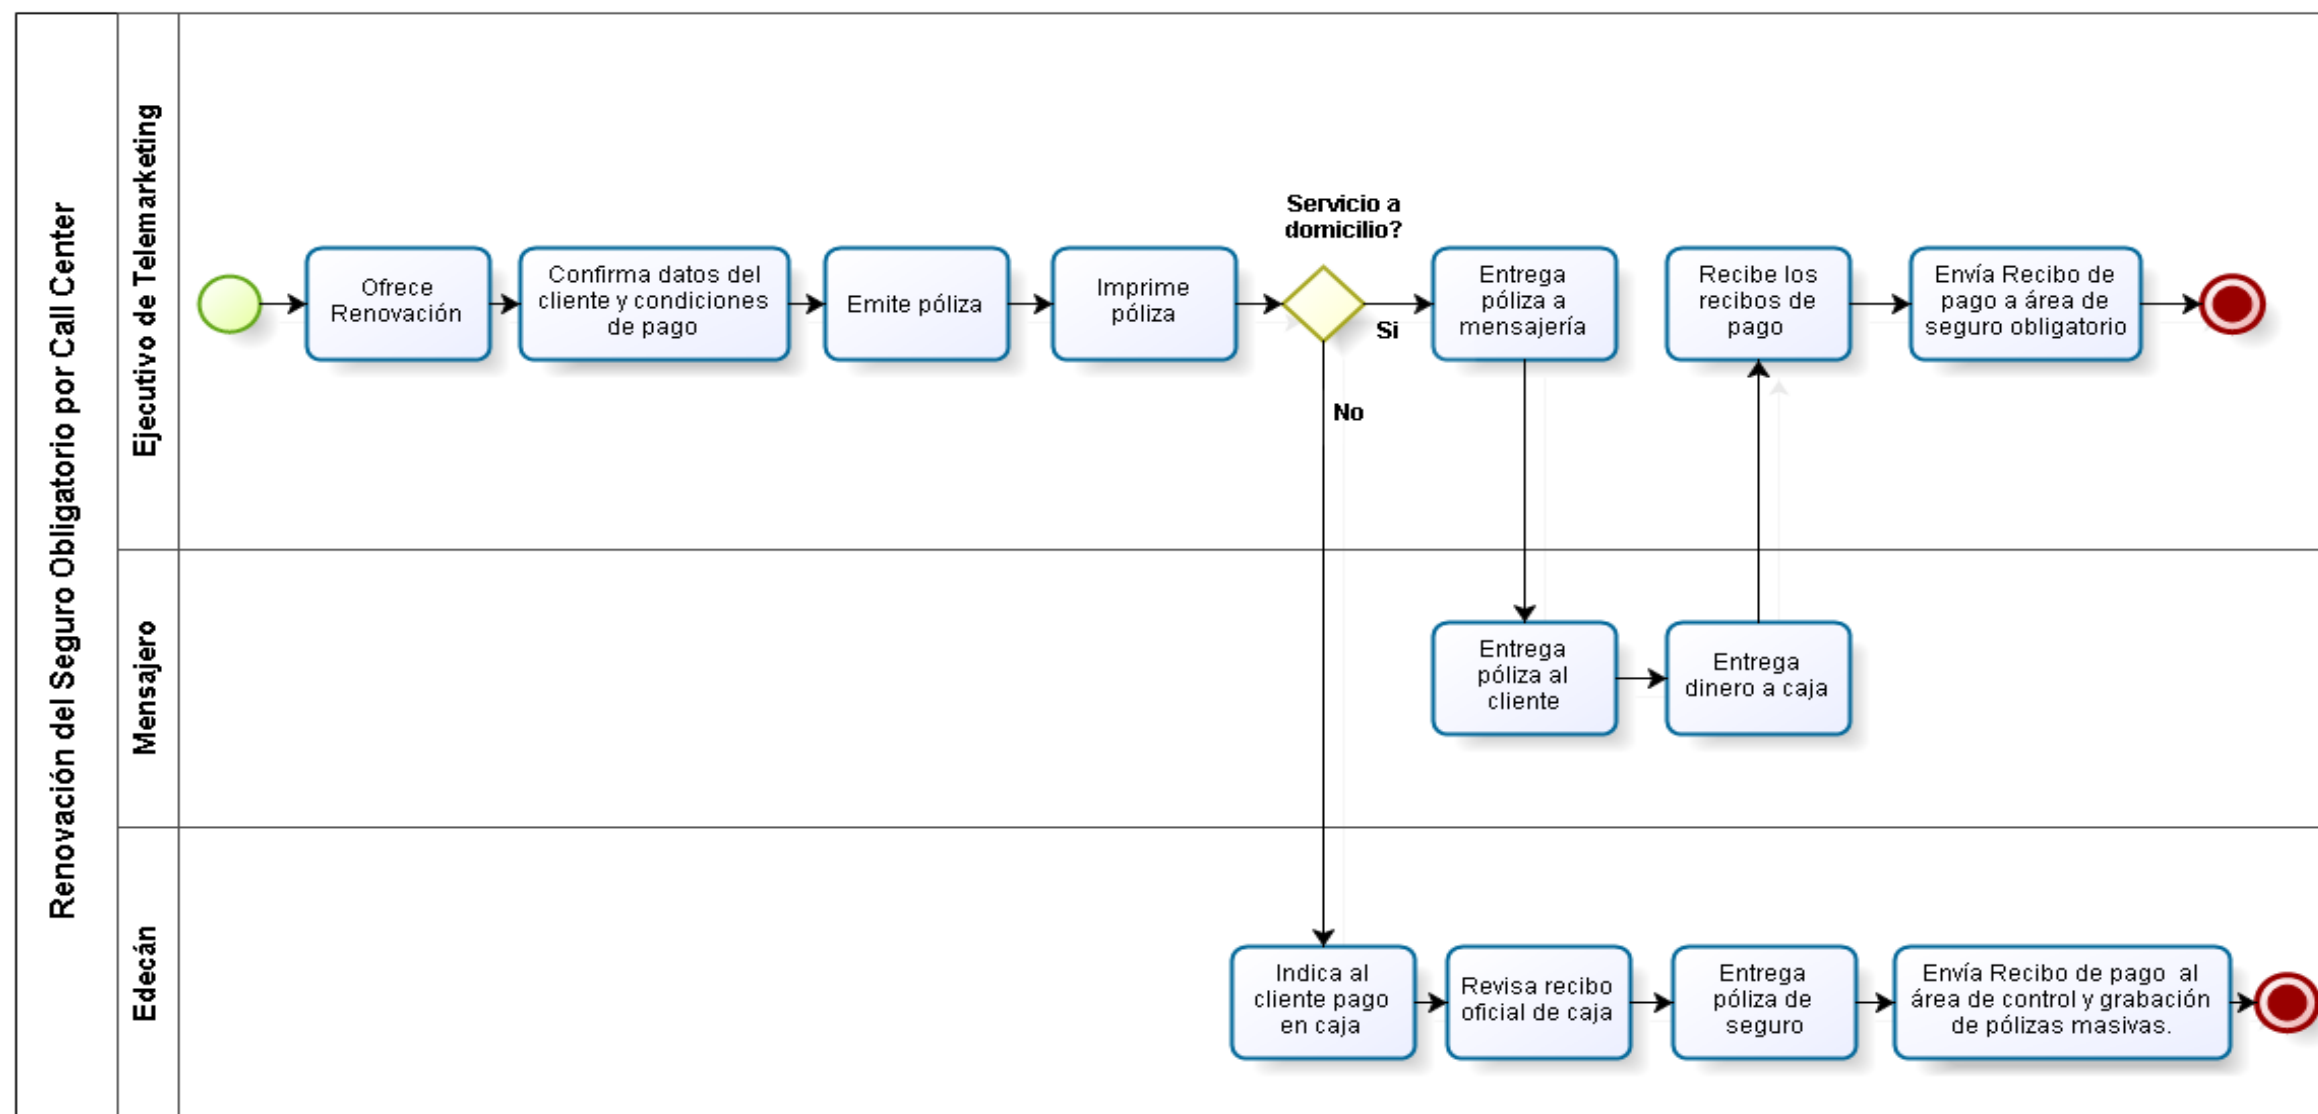 Renovación del Seguro Obligatorio por Call Center
Ejecutivo de Telemarketing
Ofrece
Renovación
Confirma datos del
cliente y condiciones
de pago
Emite póliza
Imprime
póliza
Servicio a
domicilio?
Si
No
Entrega
póliza a
mensajería
Recibe los
recibos de
pago
Envía Recibo de
pago a área de
seguro obligatorio
Mensajero
Entrega
póliza al
cliente
Entrega
dinero a caja
Edecán
Indica al
cliente pago
en caja
Revisa recibo
oficial de caja
Entrega
póliza de
seguro
Envía Recibo de pago  al
área de control y grabación
de pólizas masivas.